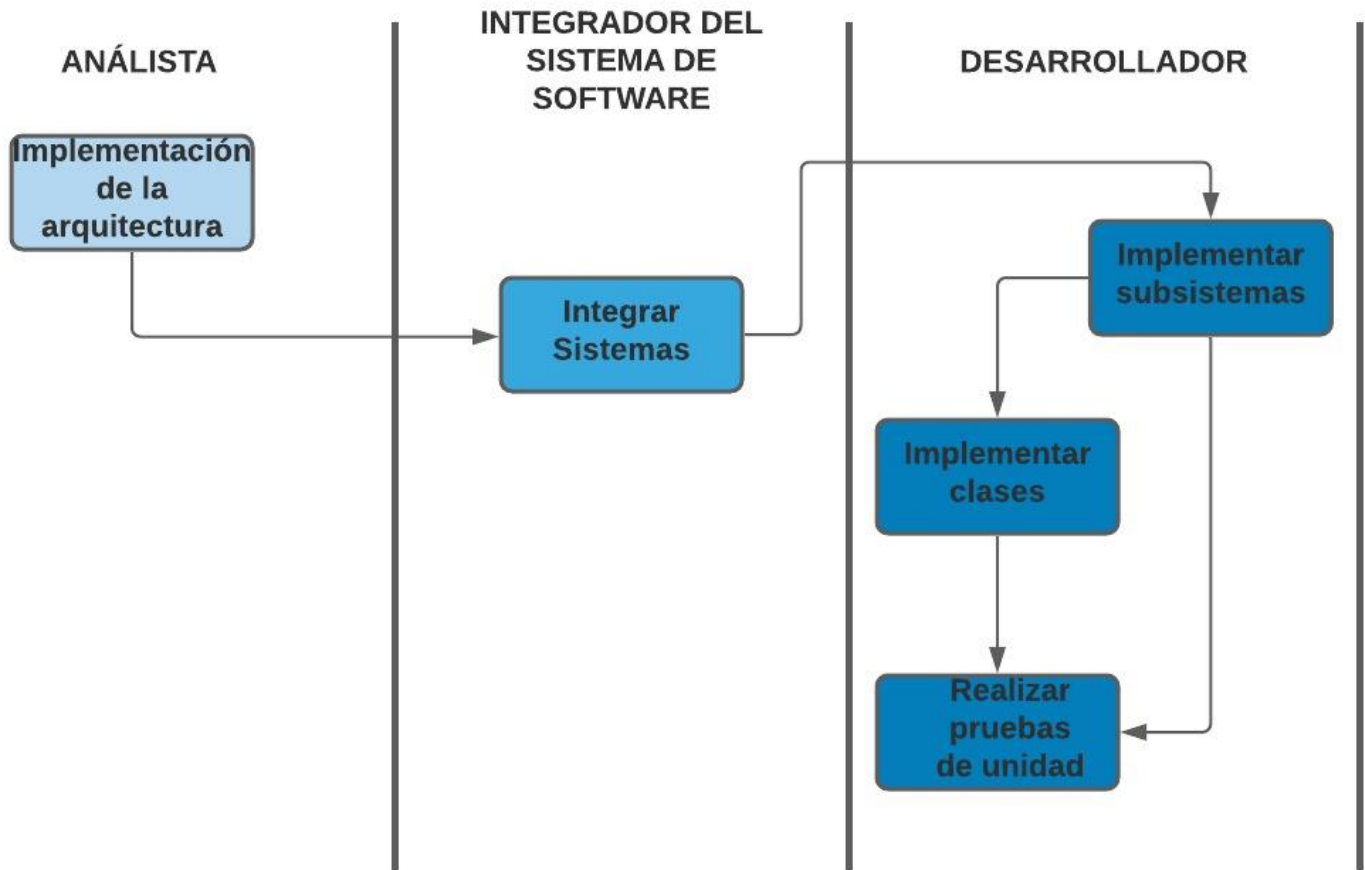 ANÁLISTA
INTEGRADOR DEL
SISTEMA DE
SOFTWARE
DESARROLLADOR
Implementación
de la
arquitectura
Integrar
Sistemas
Implementar
subsistemas
Implementar
clases
Realizar
pruebas
de unidad